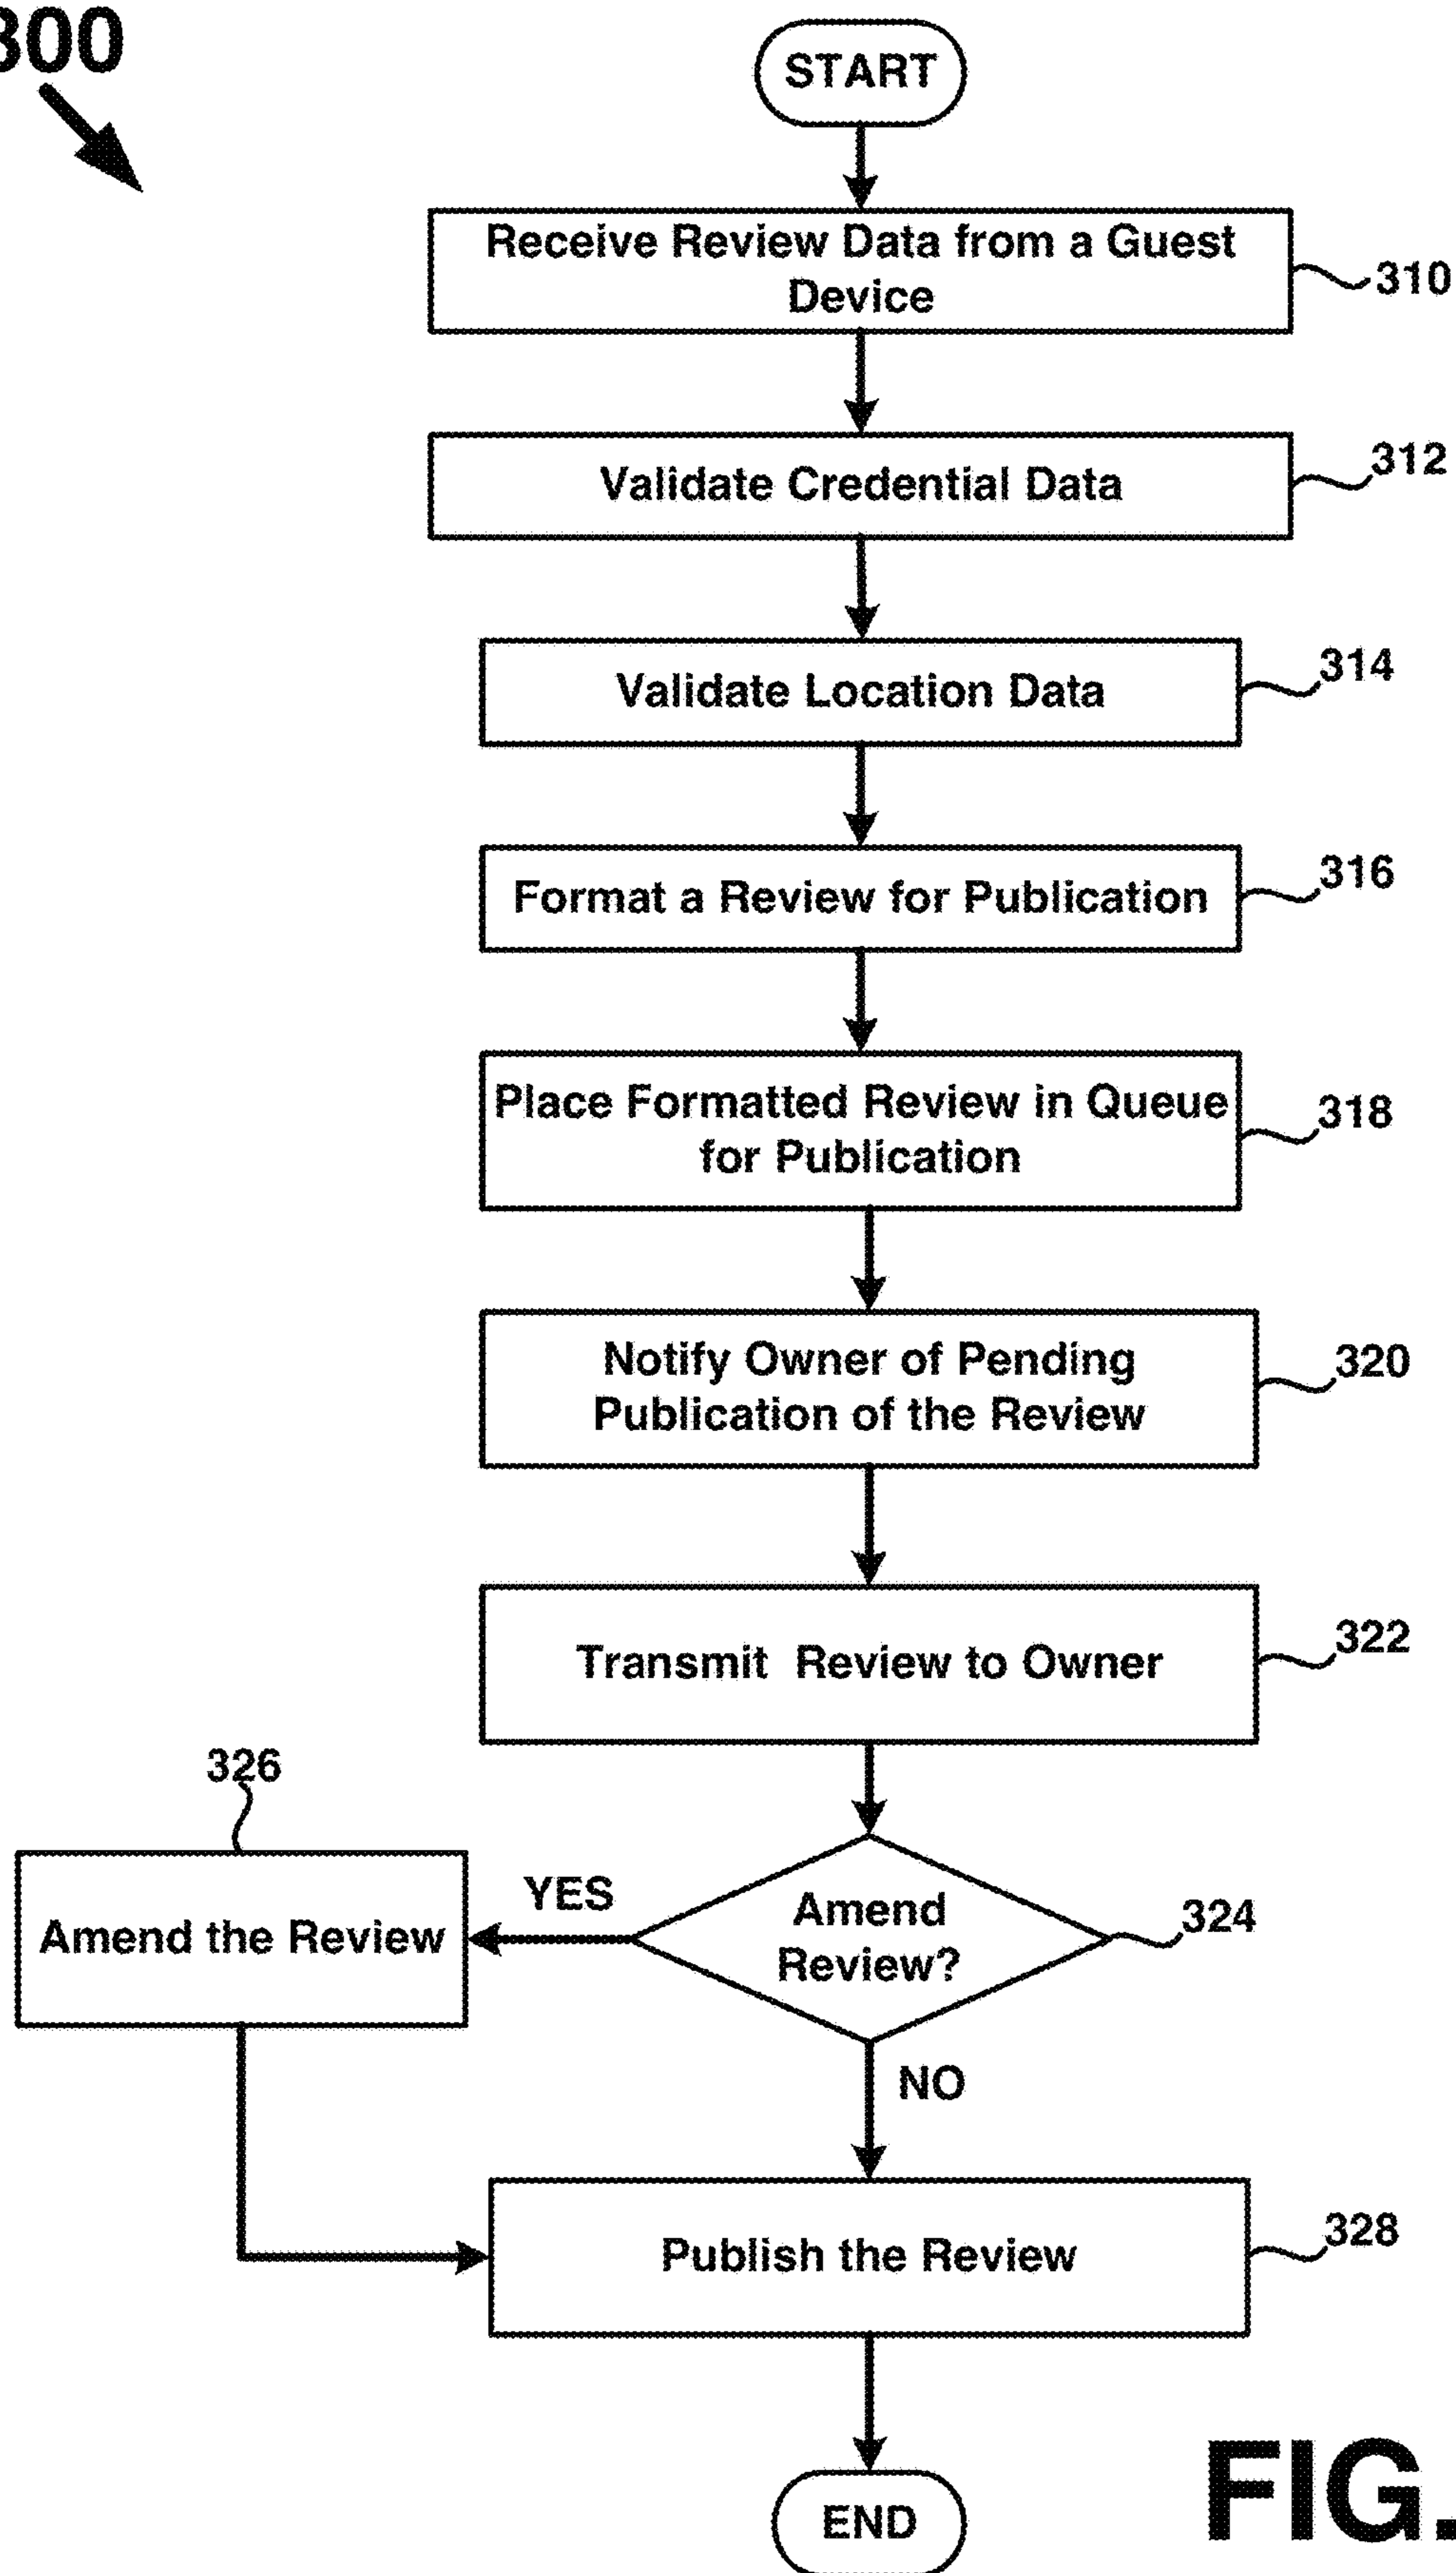 300
START
Receive Review Data from a Guest
Device
310
Validate Credential Data
312
Validate Location Data
314
Format a Review for Publication
316
Place Formatted Review in Queue
for Publication
318
Notify Owner of Pending
Publication of the Review
320
Transmit Review to Owner
322
326
Amend the Review
YES
Amend
Review?
324
NO
Publish the Review
328
END
FIG.